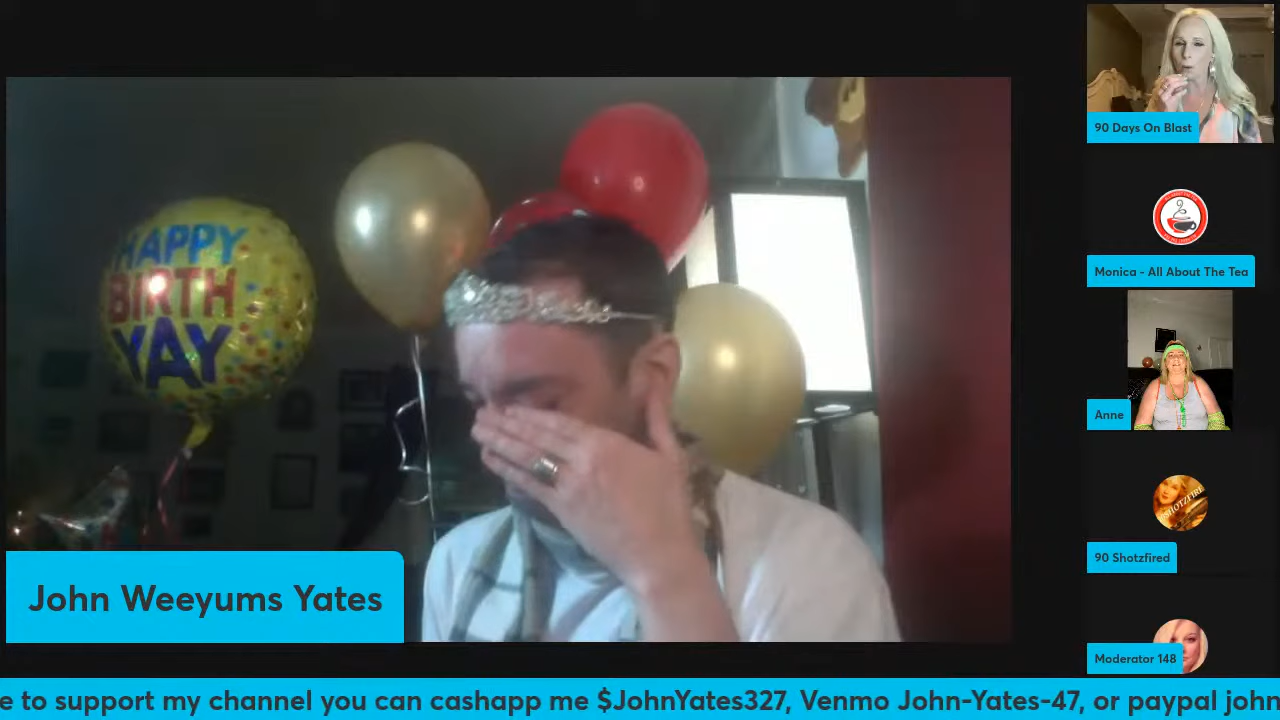 90 Days On Blast
Monica - All About The Tea
Anne
90 Shotzfired
Moderator 148
HAPPY
BIRTH
YAY
John Weeyums Yates
e to support my channel you can cashapp me $JohnYates327, Venmo John-Yates-47, or paypal john